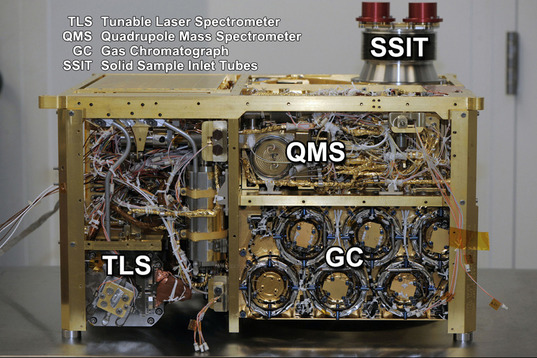 TLS Tunable Laser Spectrometer
QMS Quadrupole Mass Spectrometer
GC Gas Chromatograph
SSIT Solid Sample Inlet Tubes
SSIT
QMS
TLS
GC